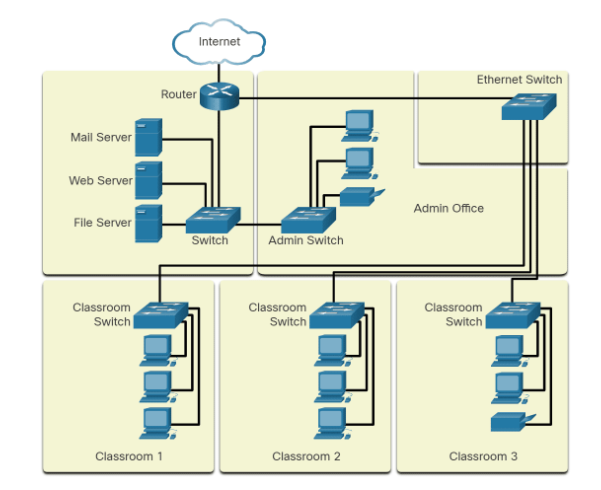 Internet
Ethernet Switch
Router
Mail Server
Web Server
File Server
Admin Office
Switch
Admin Switch
Classroom
Switch
Classroom
Switch
Classroom
Switch
Classroom 1
Classroom 2
Classroom 3